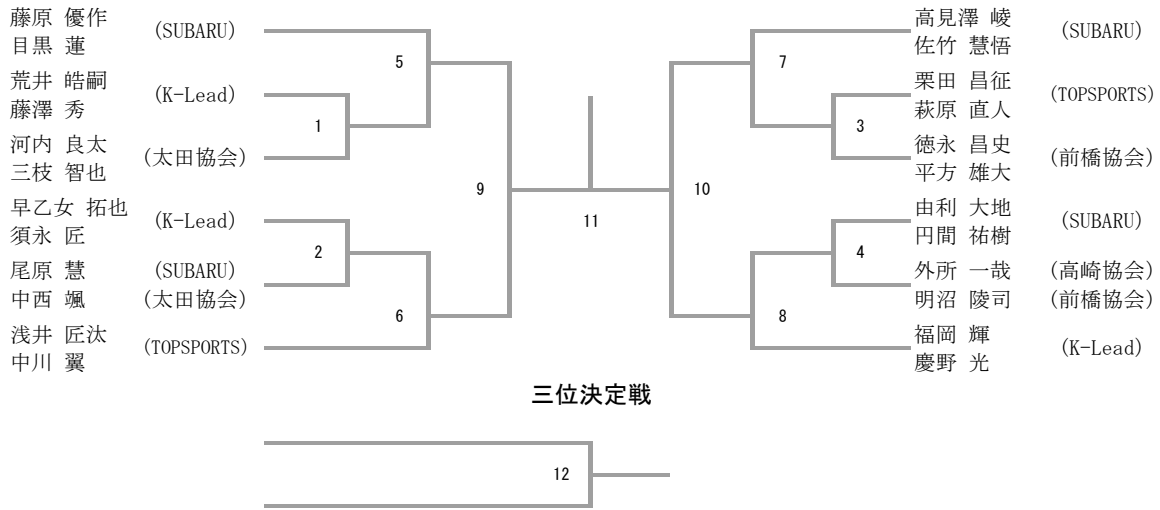 藤原 優作
目黒 蓮
(SUBARU)
荒井 皓嗣
藤澤 秀
(K-Lead)
河内 良太
三枝 智也
(太田協会)
早乙女 拓也
須永 匠
(K-Lead)
尾原 慧
(SUBARU)
中西 颯
(太田協会)
浅井 匠汰
中川 翼
(TOPSPORTS)
5
1
2
6
9
11
10
7
3
4
8
高見澤 崚
佐竹 慧悟
(SUBARU)
栗田 昌征
萩原 直人
(TOPSPORTS)
徳永 昌史
平方 雄大
(前橋協会)
由利 大地
円間 祐樹
(SUBARU)
外所 一哉
(高崎協会)
明沼 陵司
(前橋協会)
福岡 輝
慶野 光
(K-Lead)
三位決定戦
12